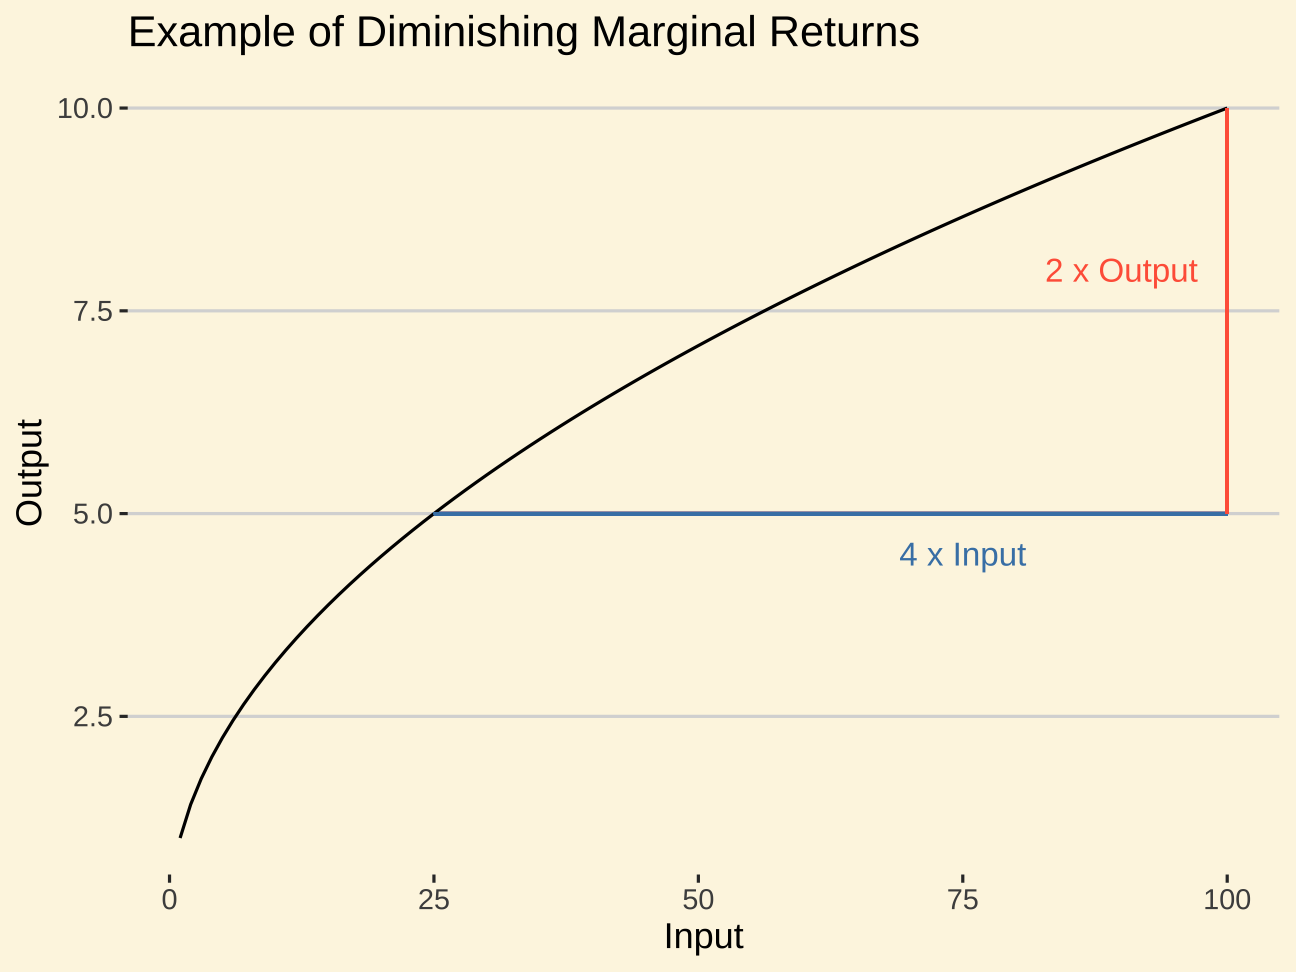 Example of Diminishing Marginal Returns
10.0
7.5
5.0
2.5
Output
2 x Output
4 x Input
0 25 50 75 100
Input